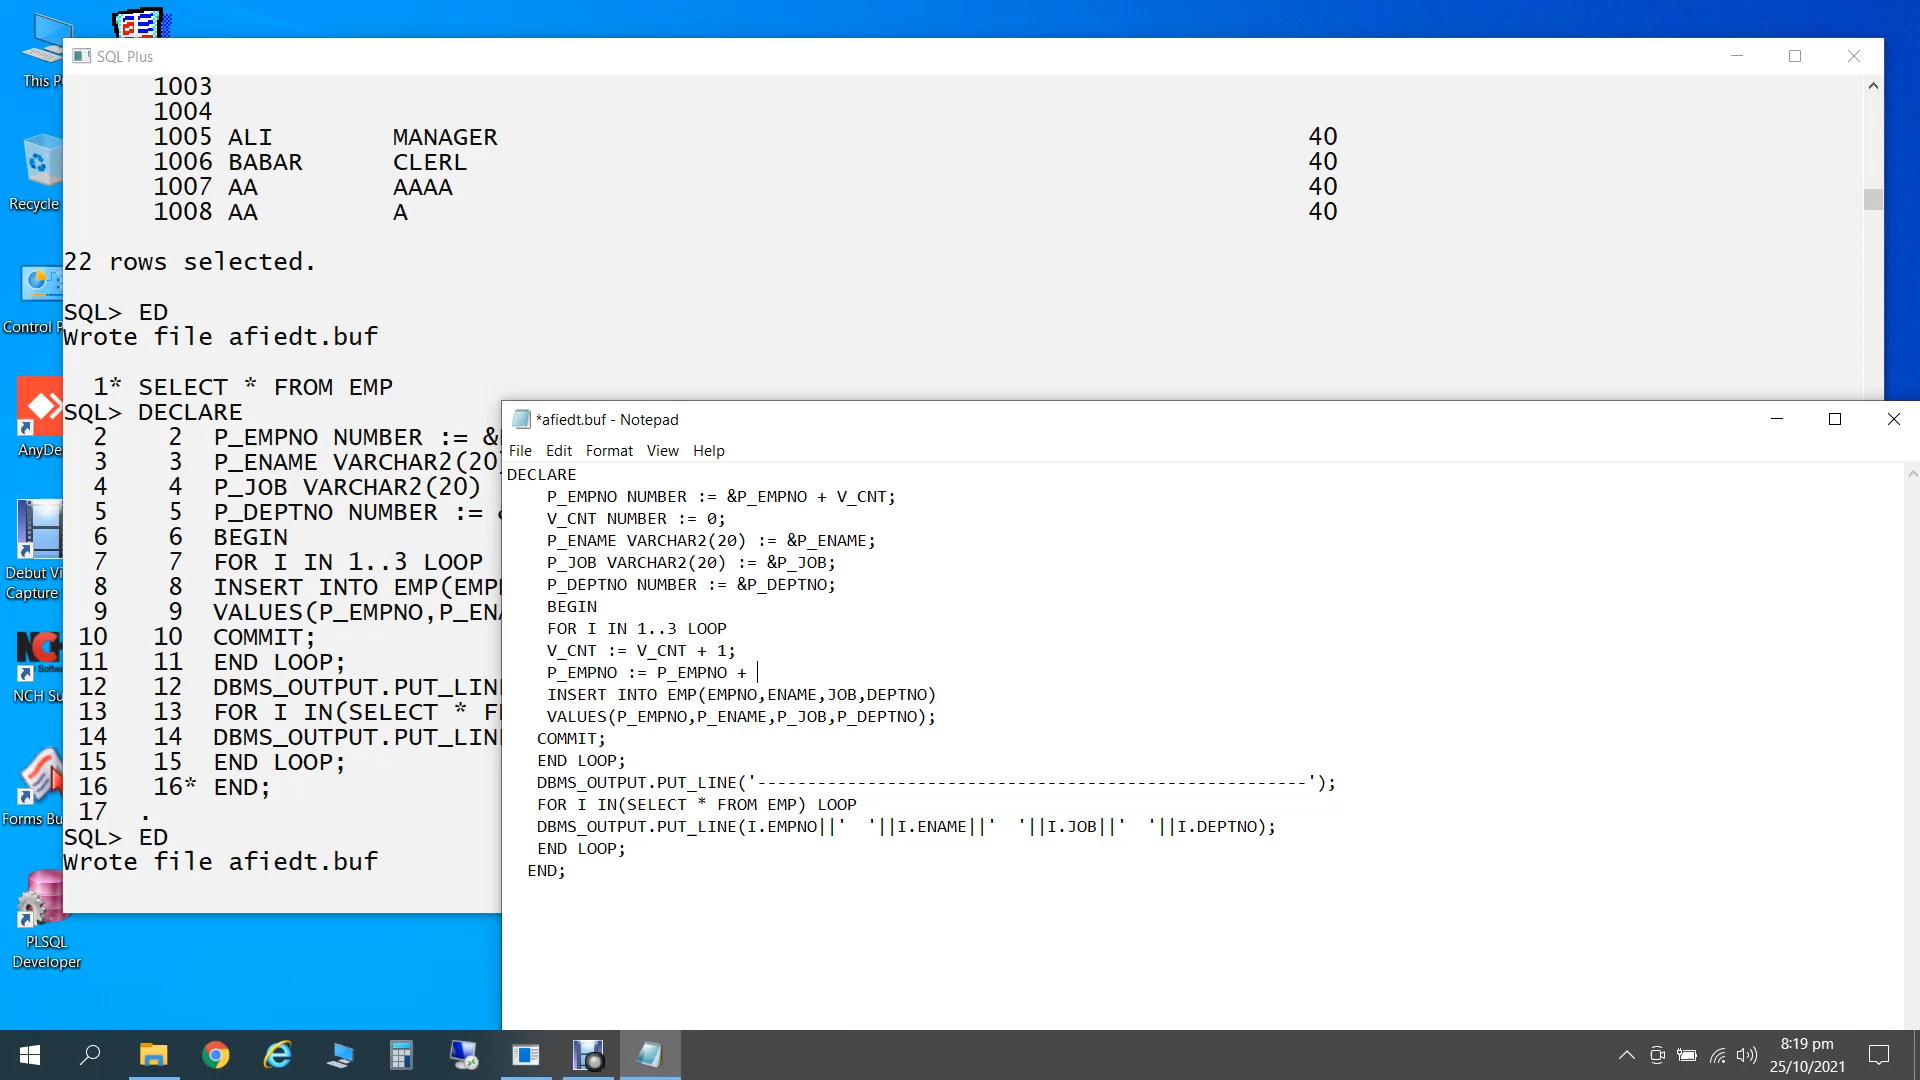 This P
SQL Plus
1003
1004
1005 ALI MANAGER 40
1006 BABAR CLERL 40
1007 AA AAAA 40
1008 AA A 40
22 rows selected.
SQL> ED
Wrote file afiedt.buf
1* SELECT * FROM EMP
SQL> DECLARE
2 2 P_EMPNO NUMBER := &
3 3 P_ENAME VARCHAR2(20)
4 4 P_JOB VARCHAR2(20)
5 5 P_DEPTNO NUMBER := &
6 6 BEGIN
7 7 FOR I IN 1..3 LOOP
8 8 INSERT INTO EMP(EMP
9 9 VALUES(P_EMPNO,P_EN
10 10 COMMIT;
11 11 END LOOP;
12 12 DBMS_OUTPUT.PUT_LIN
13 13 FOR I IN(SELECT * F
14 14 DBMS_OUTPUT.PUT_LIN
15 15 END LOOP;
16 16* END;
17 .
SQL> ED
Wrote file afiedt.buf
*afiedt.buf - Notepad
File Edit Format View Help
DECLARE
P_EMPNO NUMBER := &P_EMPNO + V_CNT;
V_CNT NUMBER := 0;
P_ENAME VARCHAR2(20) := &P_ENAME;
P_JOB VARCHAR2(20) := &P_JOB;
P_DEPTNO NUMBER := &P_DEPTNO;
BEGIN
FOR I IN 1..3 LOOP
V_CNT := V_CNT + 1;
P_EMPNO := P_EMPNO +
INSERT INTO EMP(EMPNO,ENAME,JOB,DEPTNO)
VALUES(P_EMPNO,P_ENAME,P_JOB,P_DEPTNO);
COMMIT;
END LOOP;
DBMS_OUTPUT.PUT_LINE('-------------------------------------------------------');
FOR I IN(SELECT * FROM EMP) LOOP
DBMS_OUTPUT.PUT_LINE(I.EMPNO||'  '||I.ENAME||'  '||I.JOB||'  '||I.DEPTNO);
END LOOP;
END;
Recycle
Control P
AnyDe
Debut Vi
Capture
NCH Su
Forms Bu
PLSQL
Developer
8:19 pm
25/10/2021